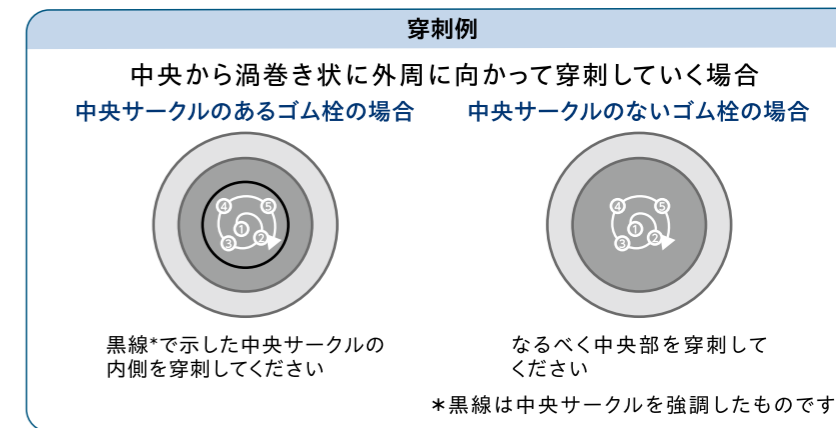 穿刺例
中央から渦巻き状に外周に向かって穿刺していく場合
中央サークルのあるゴム栓の場合
中央サークルのないゴム栓の場合
④ ⑤
①
③ ②
④ ⑤
①
③ ②
黒線*で示した中央サークルの
内側を穿刺してください
なるべく中央部を穿刺して
ください
*黒線は中央サークルを強調したものです